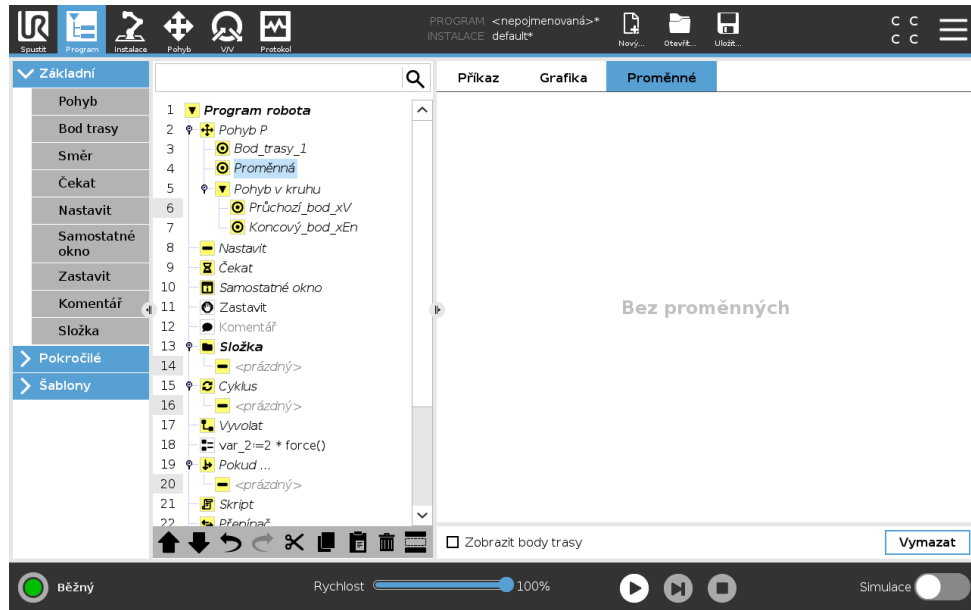 PROGRAM <nepojmenovaná>*
INSTALACE default*
Spustit Program Instalace Pohyb V/V Protokol
Nový... Otevřít... Uložit...
C C
C C
Základní
Pohyb
Bod trasy
Směr
Čekat
Nastavit
Samostatné
okno
Zastavit
Komentář
Složka
Pokročilé
Šablony
1 Program robota
2 Pohyb P
3 Bod_trasy_1
4 Proměnná
5 Pohyb v kruhu
6 Průchozí_bod_xV
7 Koncový_bod_xEn
8 Nastavit
9 Čekat
10 Samostatné okno
11 Zastavit
12 Komentář
13 Složka
14 <prázdný>
15 Cyklus
16 <prázdný>
17 Vyvolat
18 var_2:=2 * force()
19 Pokud ...
20 <prázdný>
21 Skript
22 Přepínač
Příkaz Grafika Proměnné
Bez proměnných
Zobrazit body trasy
Vymazat
Běžný
Rychlost 100%
Simulace